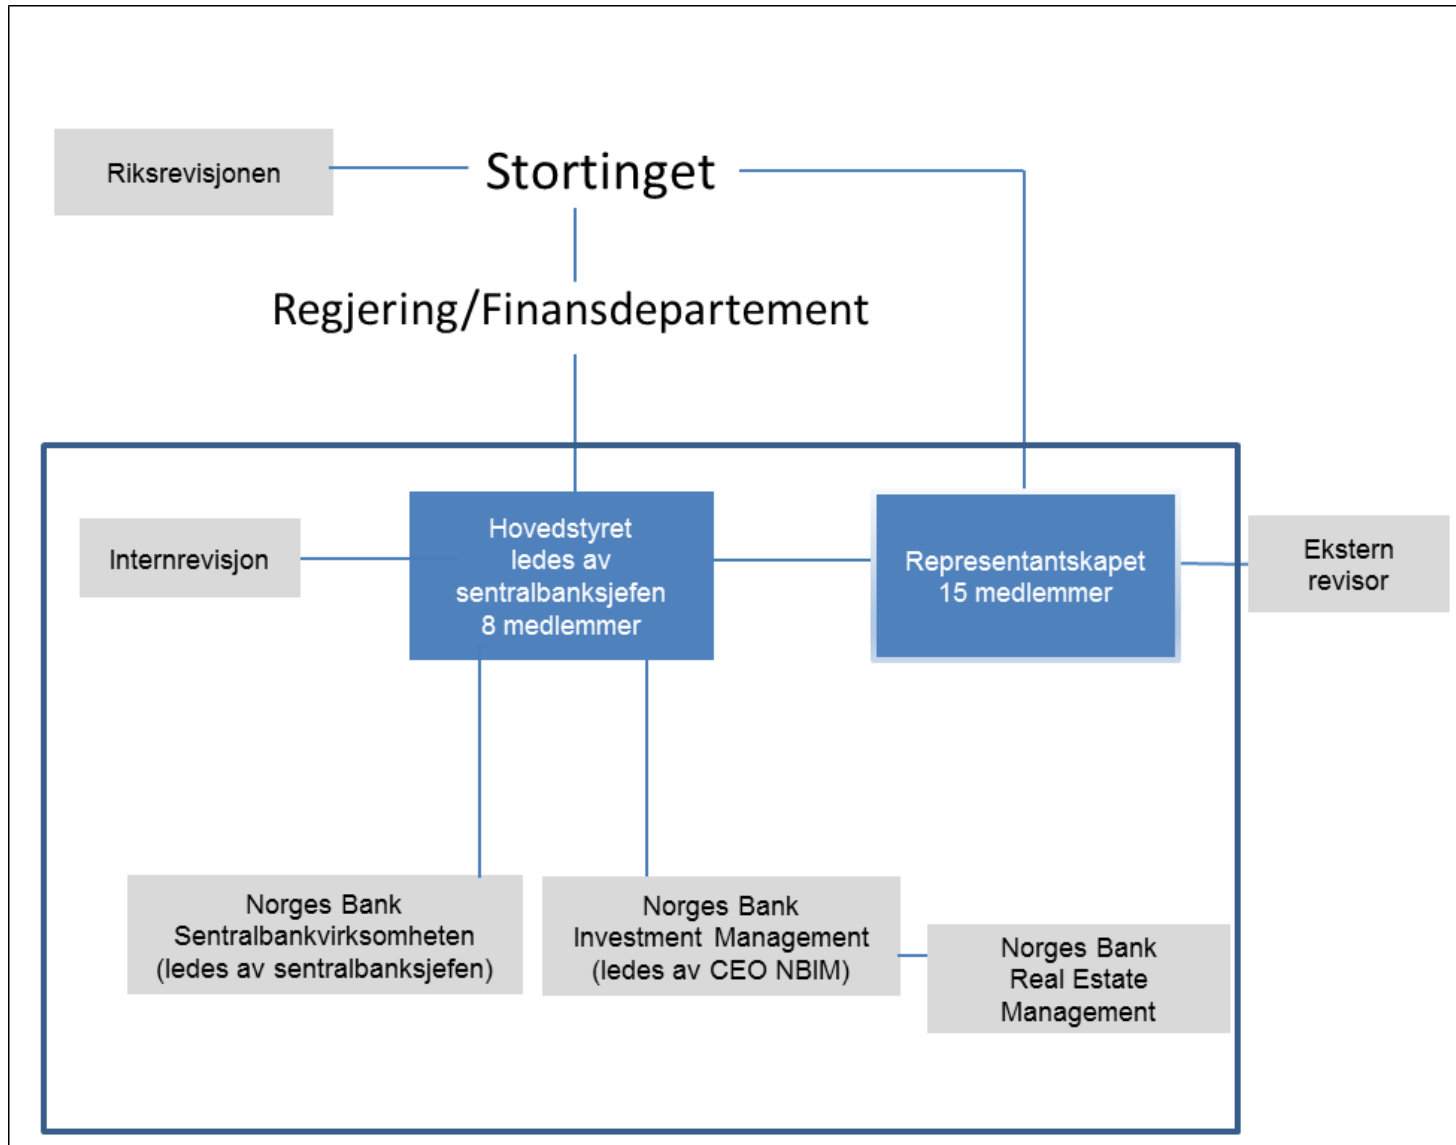 Riksrevisjonen
Stortinget
Regjering/Finansdepartement
Internrevisjon
Hovedstyret
ledes av
sentralbanksjefen
8 medlemmer
Representantskapet
15 medlemmer
Ekstern
revisor
Norges Bank
Sentralbankvirksomheten
(ledes av sentralbanksjefen)
Norges Bank
Investment Management
(ledes av CEO NBIM)
Norges Bank
Real Estate
Management